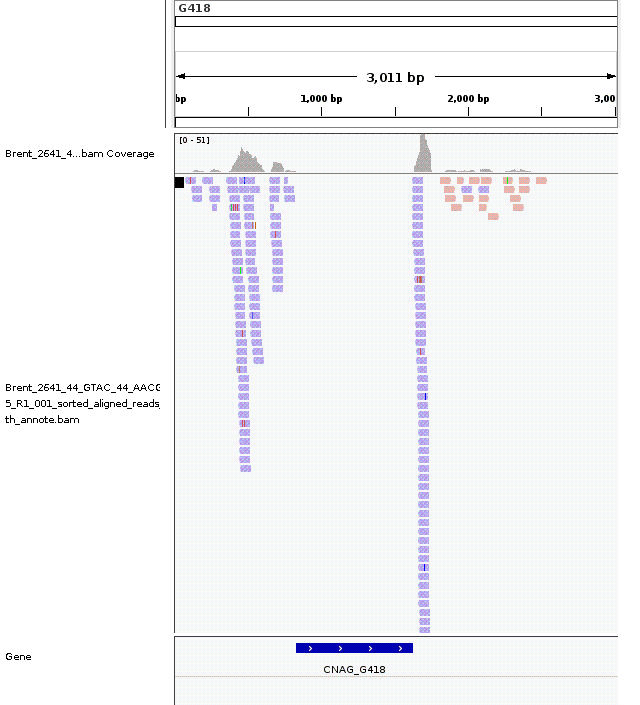 G418
3,011 bp
bp 1,000 bp 2,000 bp 3,00
[0 - 51]
Brent_2641_4...bam Coverage
Brent_2641_44_GTAC_44_AACG
5_R1_001_sorted_aligned_reads_
th_annote.bam
Gene
CNAG_G418